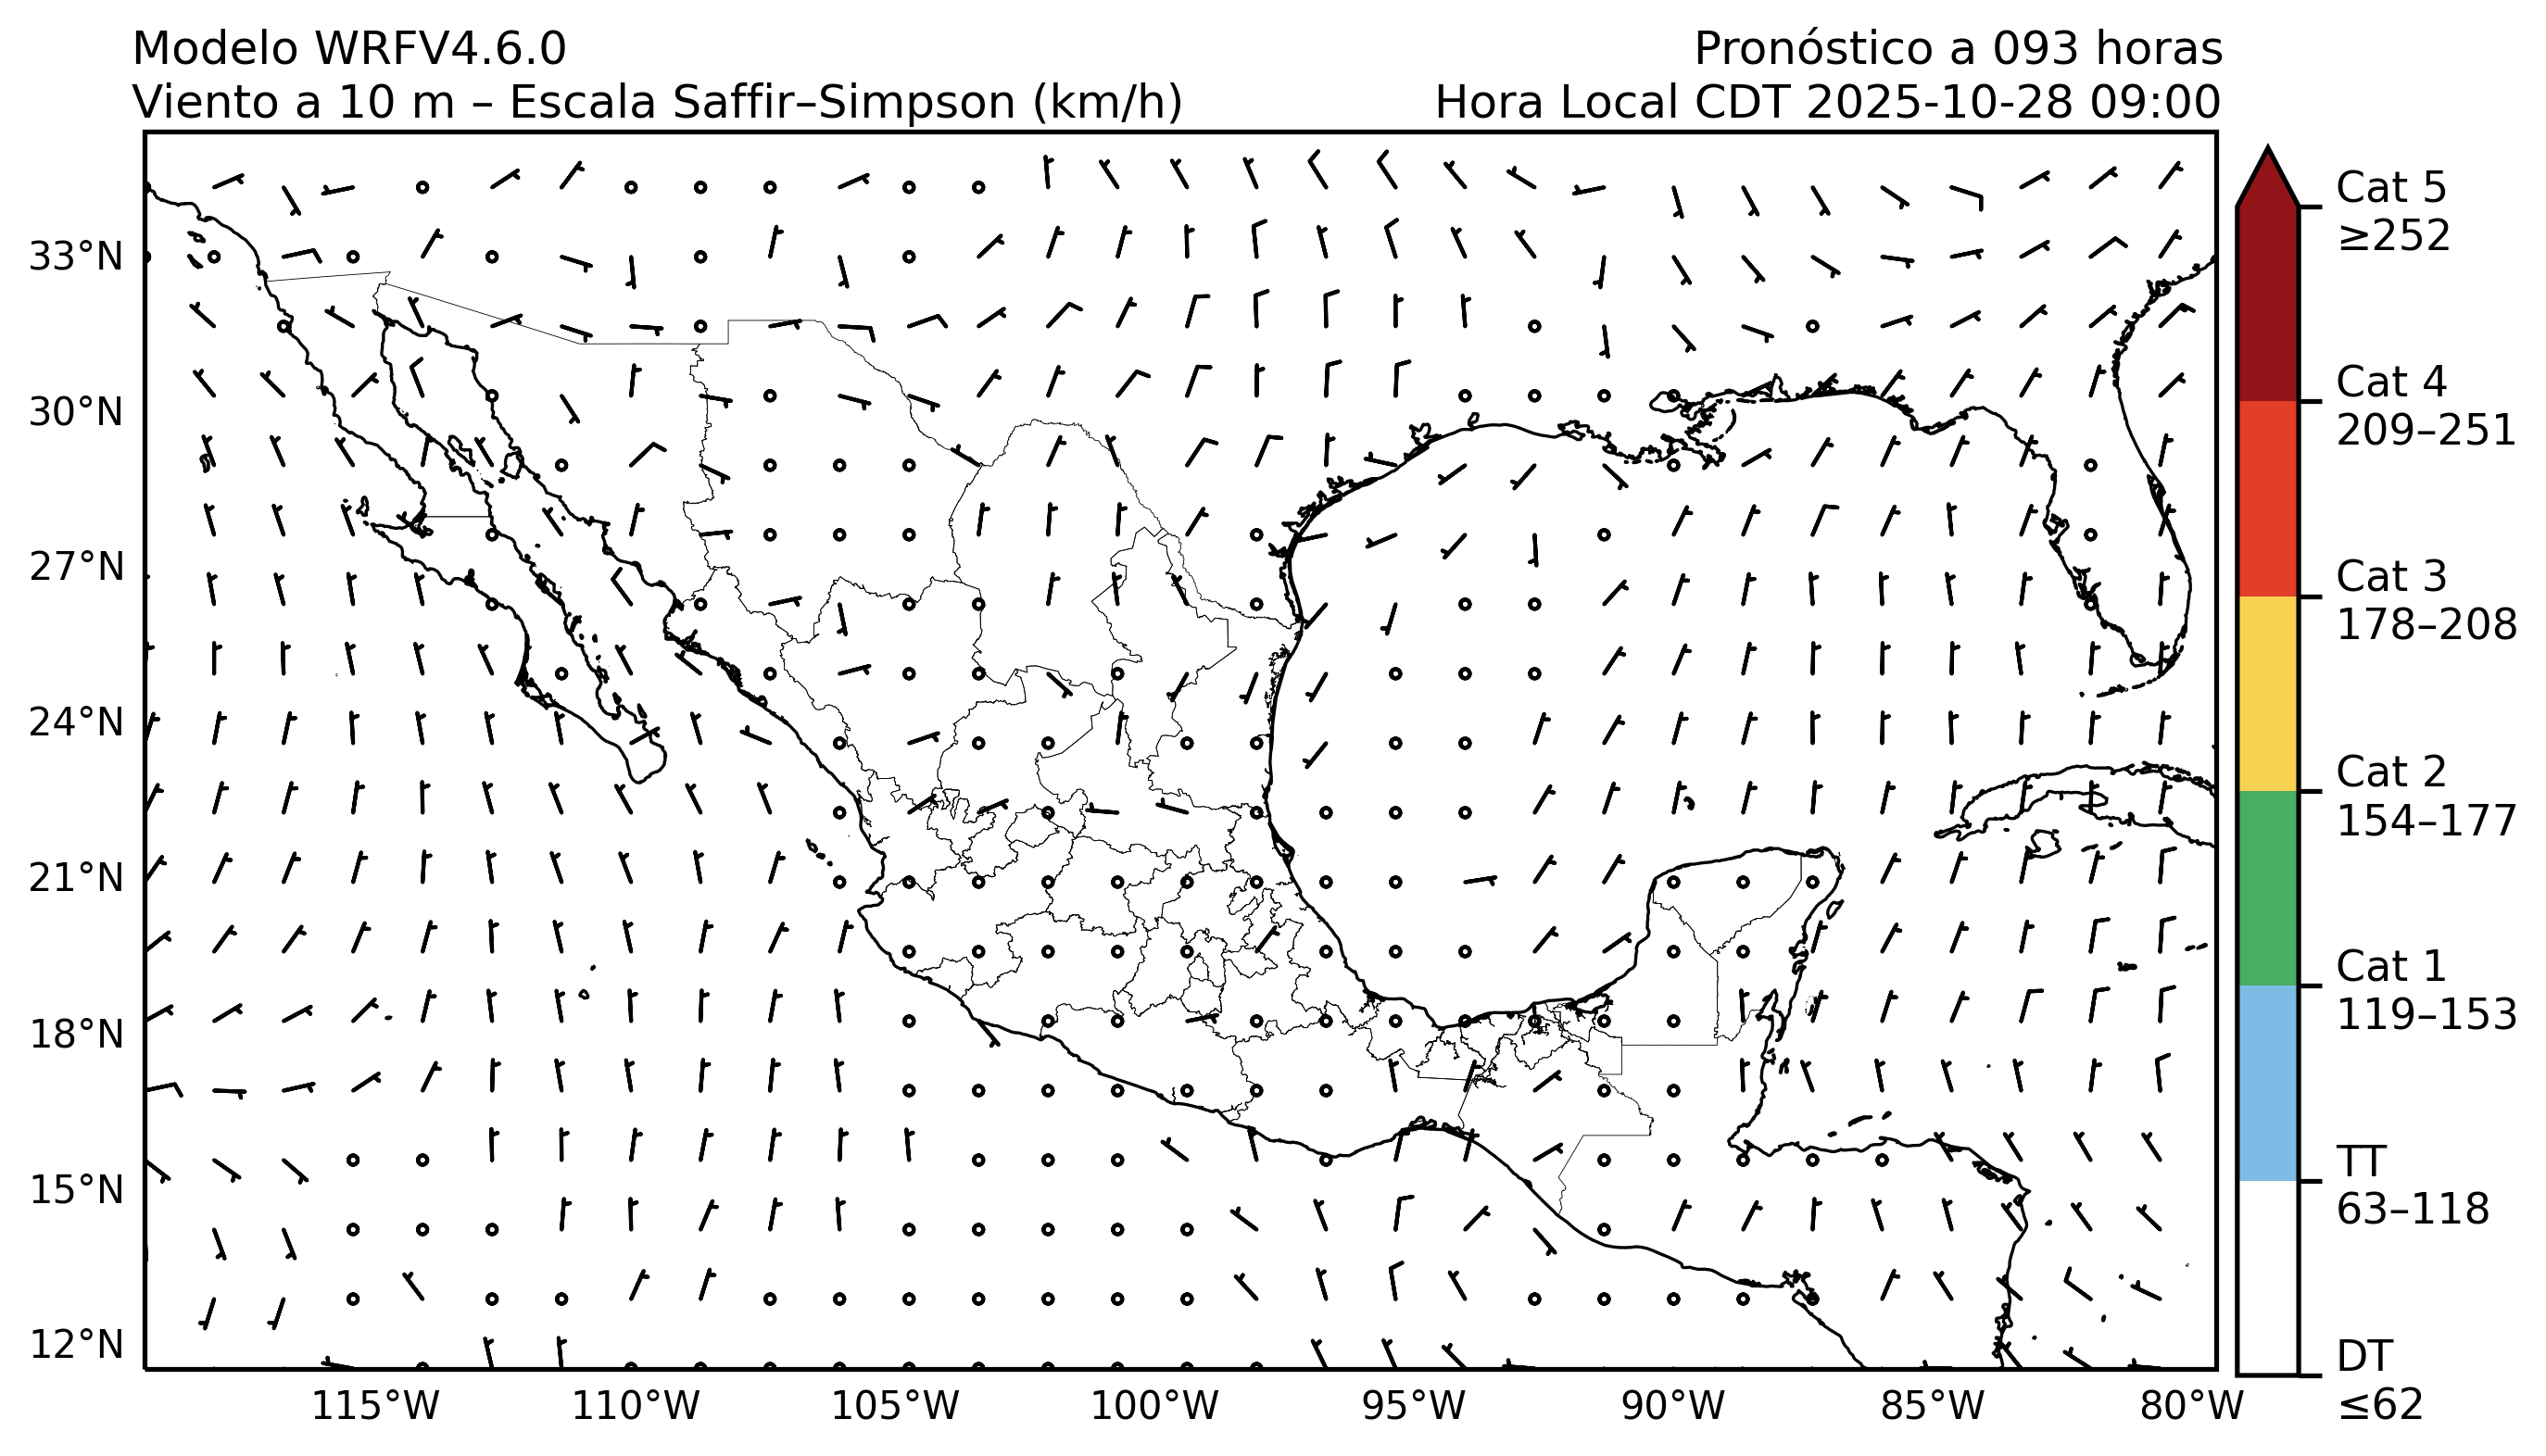 Modelo WRFV4.6.0
Pronóstico a 093 horas
Viento a 10 m – Escala Saffir–Simpson (km/h)
Hora Local CDT 2025-10-28 09:00
33°N
30°N
27°N
24°N
21°N
18°N
15°N
12°N
115°W
110°W
105°W
100°W
95°W
90°W
85°W
80°W
Cat 5
≥252
Cat 4
209–251
Cat 3
178–208
Cat 2
154–177
Cat 1
119–153
TT
63–118
DT
≤62